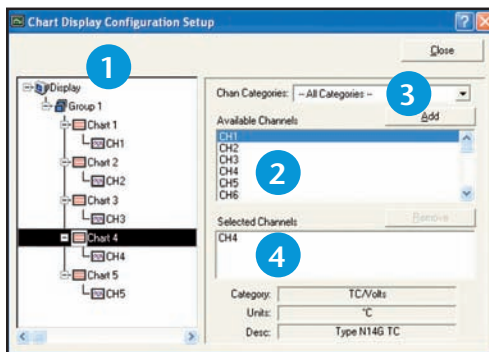 Chart Display Configuration Setup
Close
1
Display
Group 1
Chart 1
CH1
Chart 2
CH2
Chart 3
CH3
Chart 4
CH4
Chart 5
CH5
Chan Categories: -- All Categories --
3
Available Channels
Add
CH1
CH2
CH3
CH4
CH5
CH6
2
Selected Channels
Remove
CH4
4
Category: TC/Volts
Units: °C
Desc: Type N14G TC